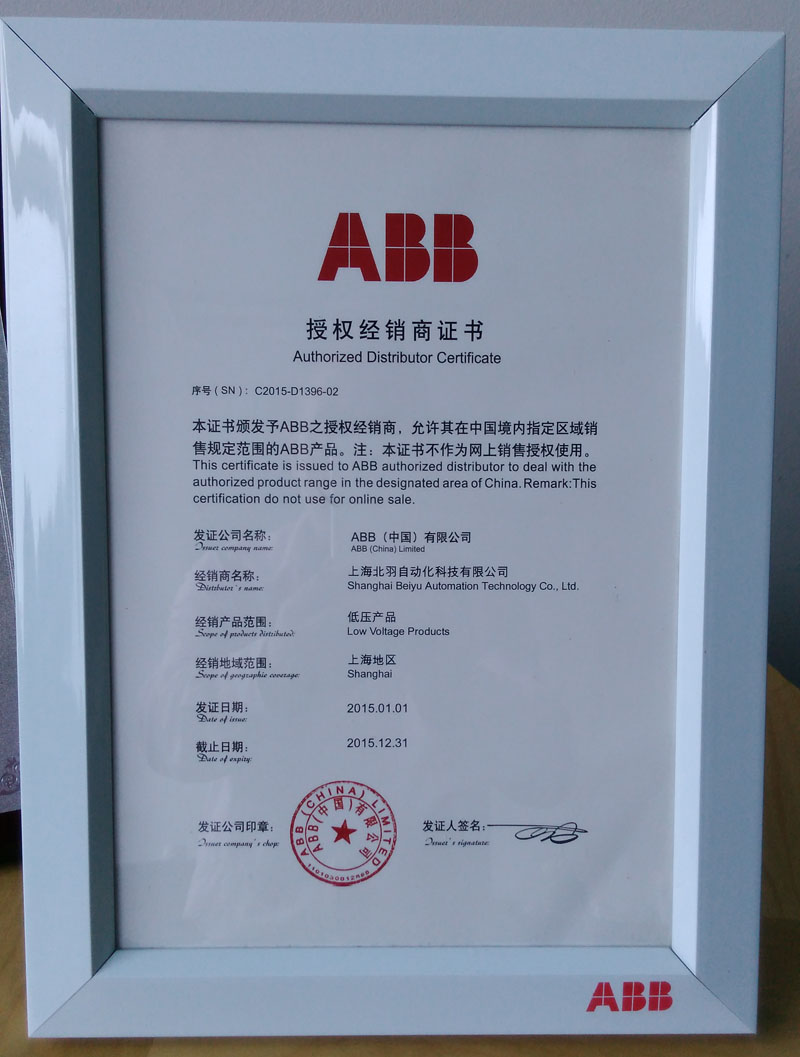 ABB
授权经销商证书
Authorized Distributor Certificate
序号（SN）：C2015-D1396-02
本证书颁发予ABB之授权经销商，允许其在中国境内指定区域销
售规定范围的ABB产品。注：本证书不作为网上销售授权使用。
This certificate is issued to ABB authorized distributor to deal with the
authorized product range in the designated area of China. Remark:This
certification do not use for online sale.
发证公司名称： ABB（中国）有限公司
Issuer company name: ABB (China) Limited
经销商名称： 上海北羽自动化科技有限公司
Distributor's name: Shanghai Beiyu Automation Technology Co., Ltd.
经销产品范围： 低压产品
Scope of products distributed: Low Voltage Products
经销地域范围： 上海地区
Scope of geographic coverage: Shanghai
发证日期： 2015.01.01
Date of issue:
截止日期： 2015.12.31
Date of expiry:
发证公司印章： 发证人签名：
Issuer company's chop: Issuer's signature:
ABB (CHINA) LIMITED
ABB(中国)有限公司
ABB